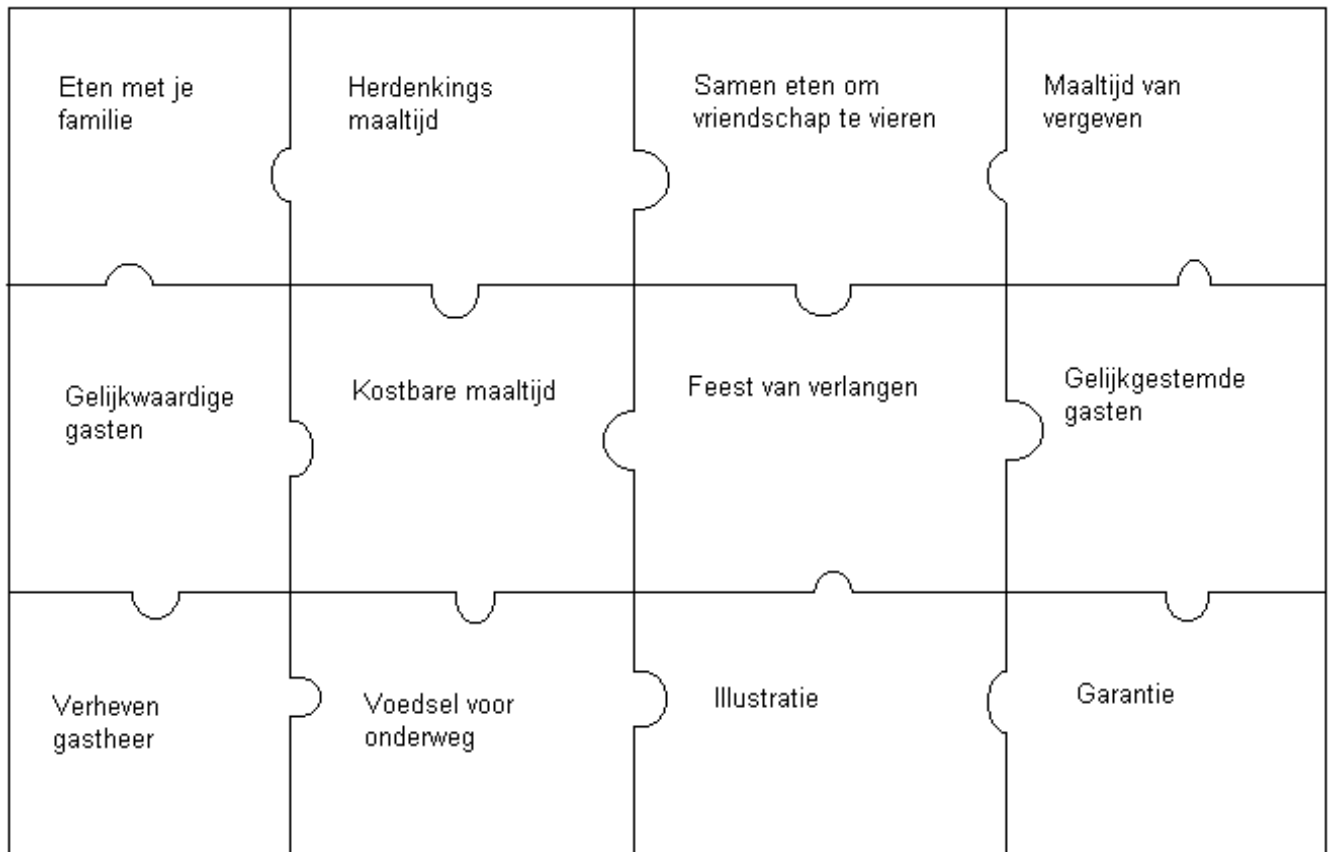 Eten met je
familie
Herdenkings
maaltijd
Samen eten om
vriendschap te vieren
Maaltijd van
vergeven
Gelijkwaardige
gasten
Kostbare maaltijd
Feest van verlangen
Gelijkgestemde
gasten
Verheven
gastheer
Voedsel voor
onderweg
Illustratie
Garantie